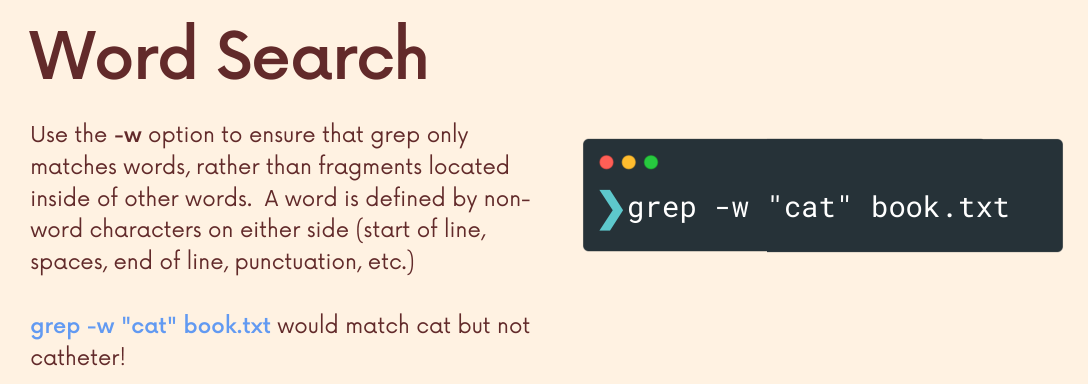 Word Search
Use the -w option to ensure that grep only
matches words, rather than fragments located
inside of other words.  A word is defined by non-
word characters on either side (start of line,
spaces, end of line, punctuation, etc.)
grep -w "cat" book.txt would match cat but not
catheter!
❯grep -w "cat" book.txt